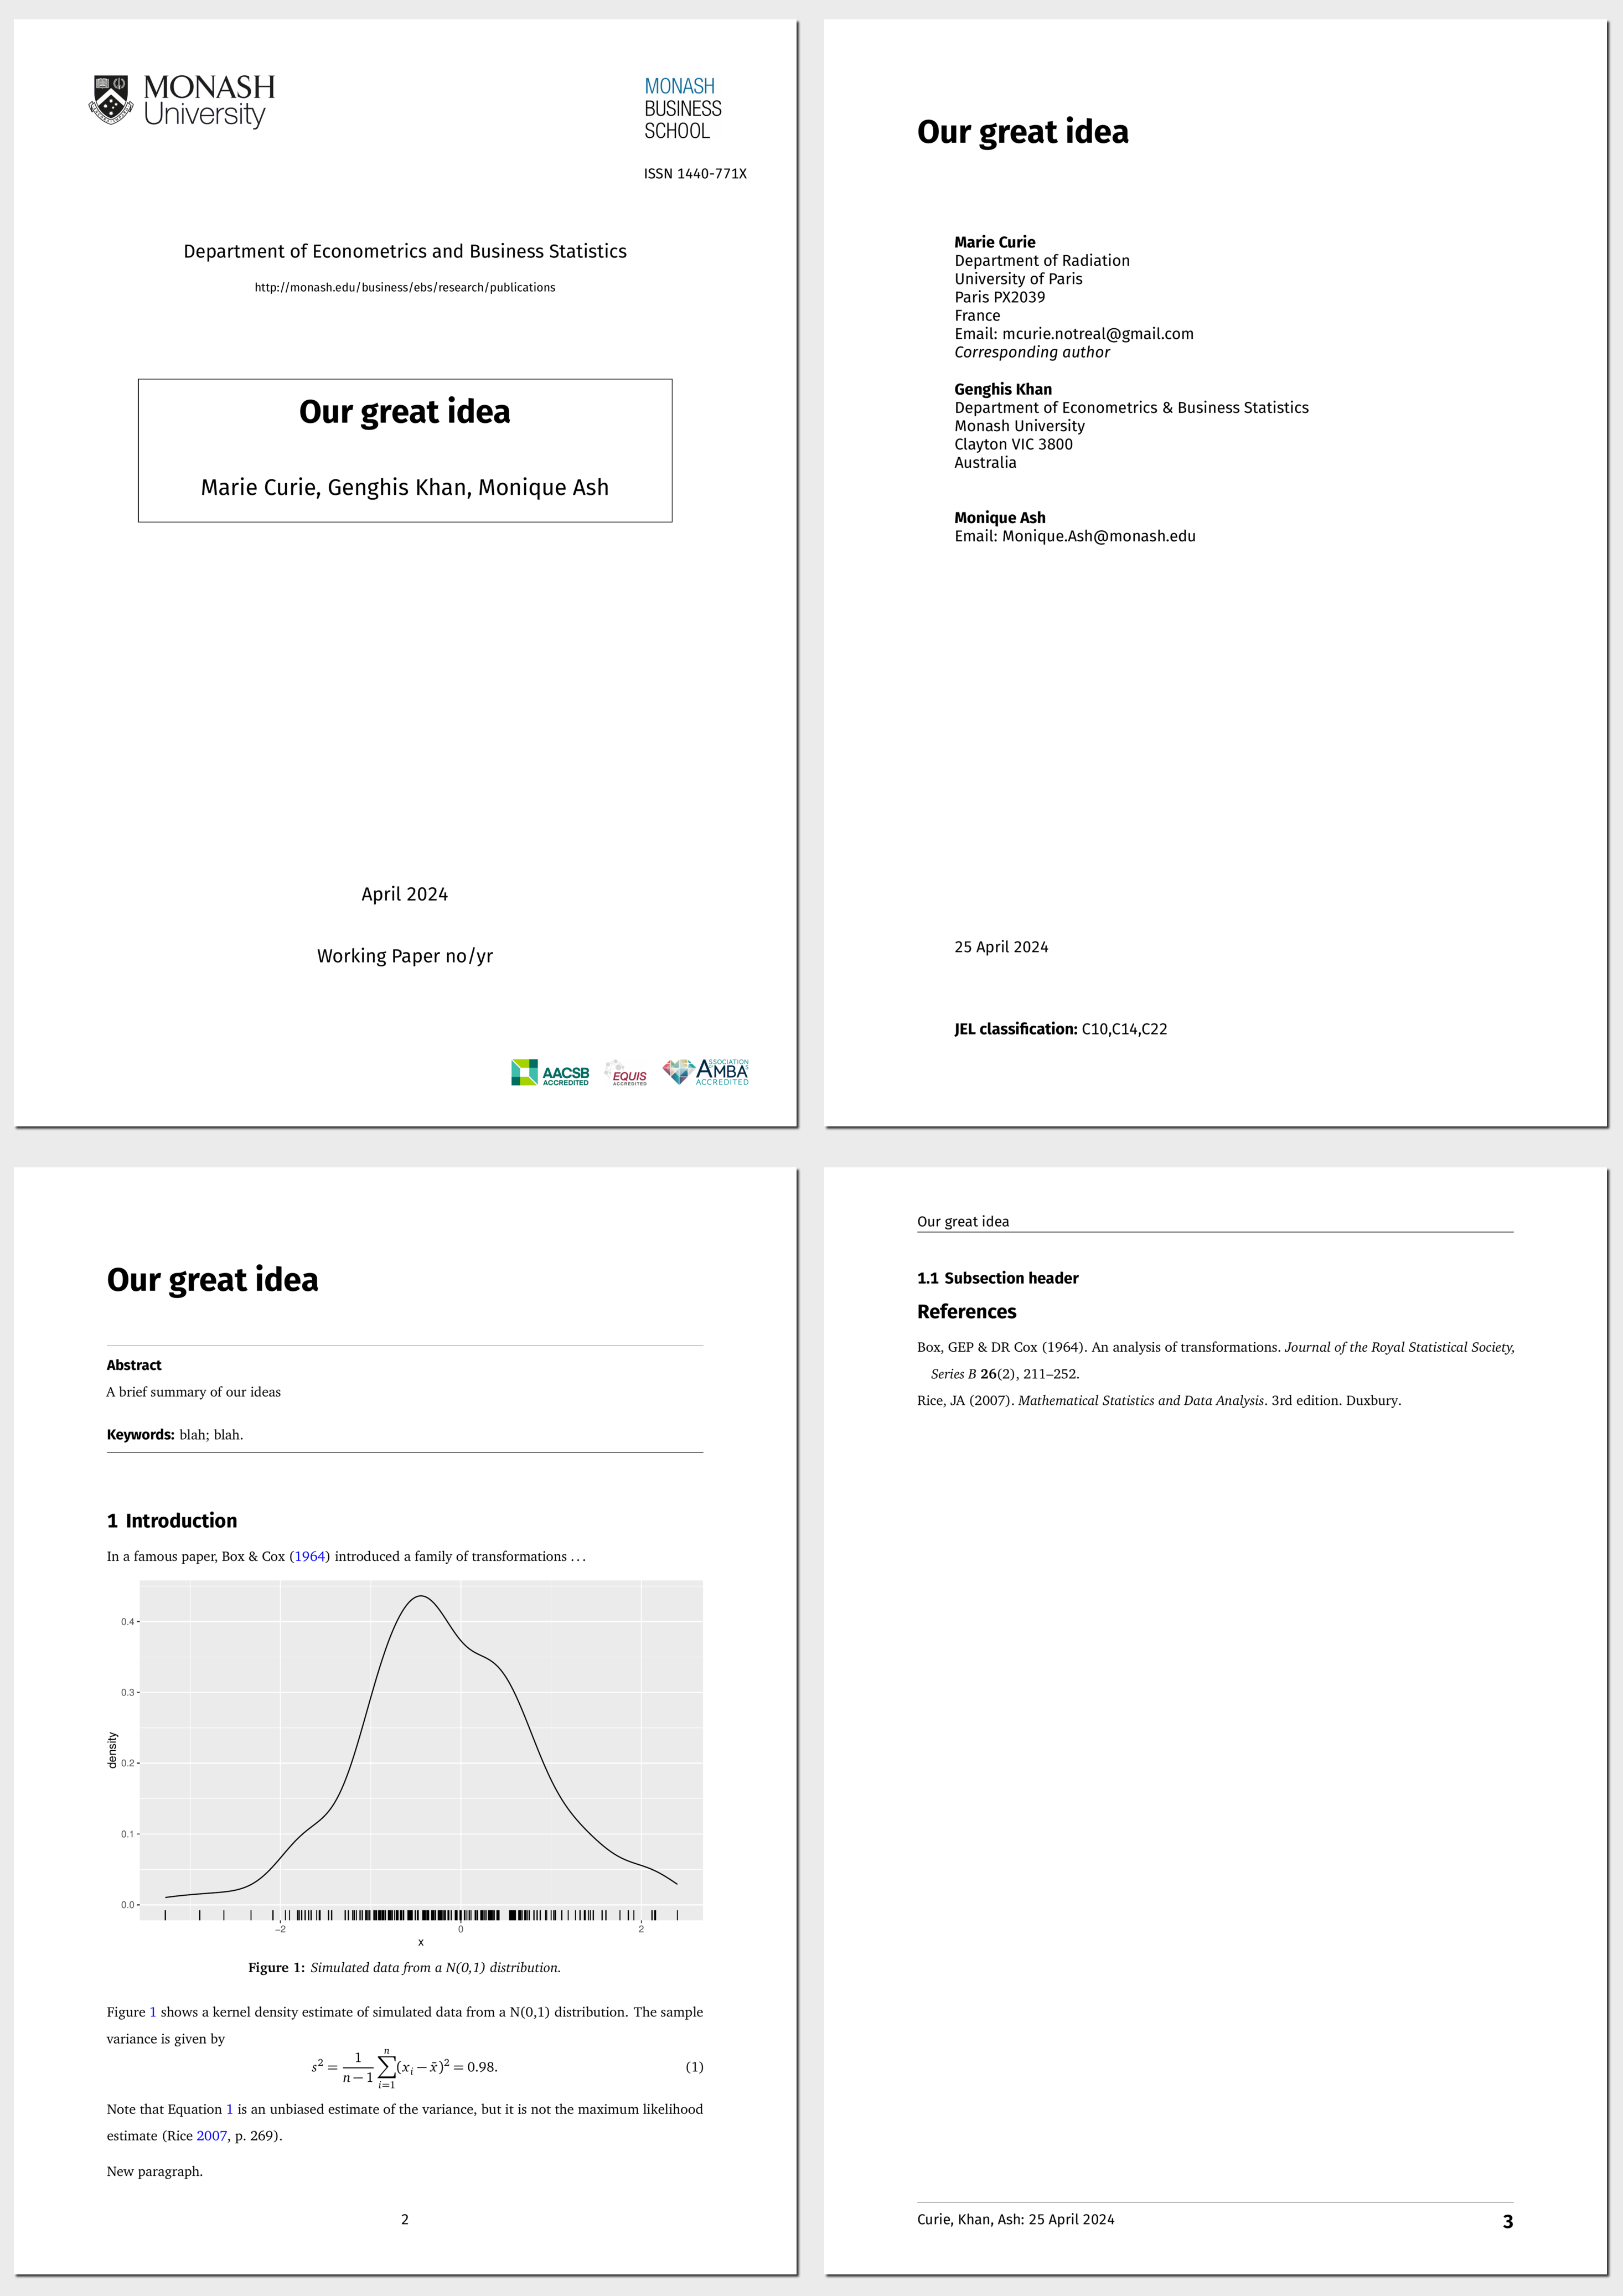 MONASH
University
MONASH
BUSINESS
SCHOOL
ISSN 1440-771X
Department of Econometrics and Business Statistics
http://monash.edu/business/ebs/research/publications
Our great idea
Marie Curie, Genghis Khan, Monique Ash
April 2024
Working Paper no/yr
AACSB
ACCREDITED
EQUIS
ACCREDITED
ASSOCIATION
AMBA
ACCREDITED
Our great idea
Marie Curie
Department of Radiation
University of Paris
Paris PX2039
France
Email: mcurie.notreal@gmail.com
Corresponding author
Genghis Khan
Department of Econometrics & Business Statistics
Monash University
Clayton VIC 3800
Australia
Monique Ash
Email: Monique.Ash@monash.edu
25 April 2024
JEL classification: C10,C14,C22
Our great idea
Abstract
A brief summary of our ideas
Keywords: blah; blah.
1 Introduction
In a famous paper, Box & Cox (1964) introduced a family of transformations ...
density
0.4
0.3
0.2
0.1
0.0
−2 0 2
x
Figure 1: Simulated data from a N(0,1) distribution.
Figure 1 shows a kernel density estimate of simulated data from a N(0,1) distribution. The sample
variance is given by
s² = 1/(n−1) ∑_{i=1}^{n} (x_i − x̄)² = 0.98. (1)
Note that Equation 1 is an unbiased estimate of the variance, but it is not the maximum likelihood
estimate (Rice 2007, p. 269).
New paragraph.
2
Our great idea
1.1 Subsection header
References
Box, GEP & DR Cox (1964). An analysis of transformations. Journal of the Royal Statistical Society,
Series B 26(2), 211–252.
Rice, JA (2007). Mathematical Statistics and Data Analysis. 3rd edition. Duxbury.
Curie, Khan, Ash: 25 April 2024 3